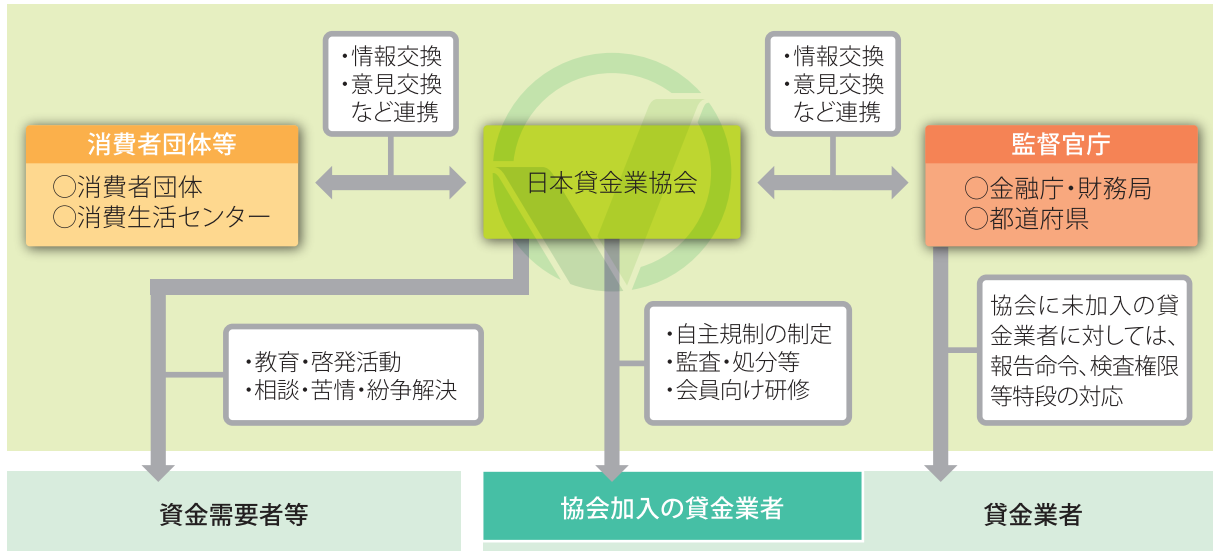 ・情報交換
・意見交換
など連携
・情報交換
・意見交換
など連携
消費者団体等
○消費者団体
○消費生活センター
日本貸金業協会
監督官庁
○金融庁・財務局
○都道府県
・教育・啓発活動
・相談・苦情・紛争解決
・自主規制の制定
・監査・処分等
・会員向け研修
協会に未加入の貸
金業者に対しては、
報告命令、検査権限
等特段の対応
資金需要者等
協会加入の貸金業者
貸金業者